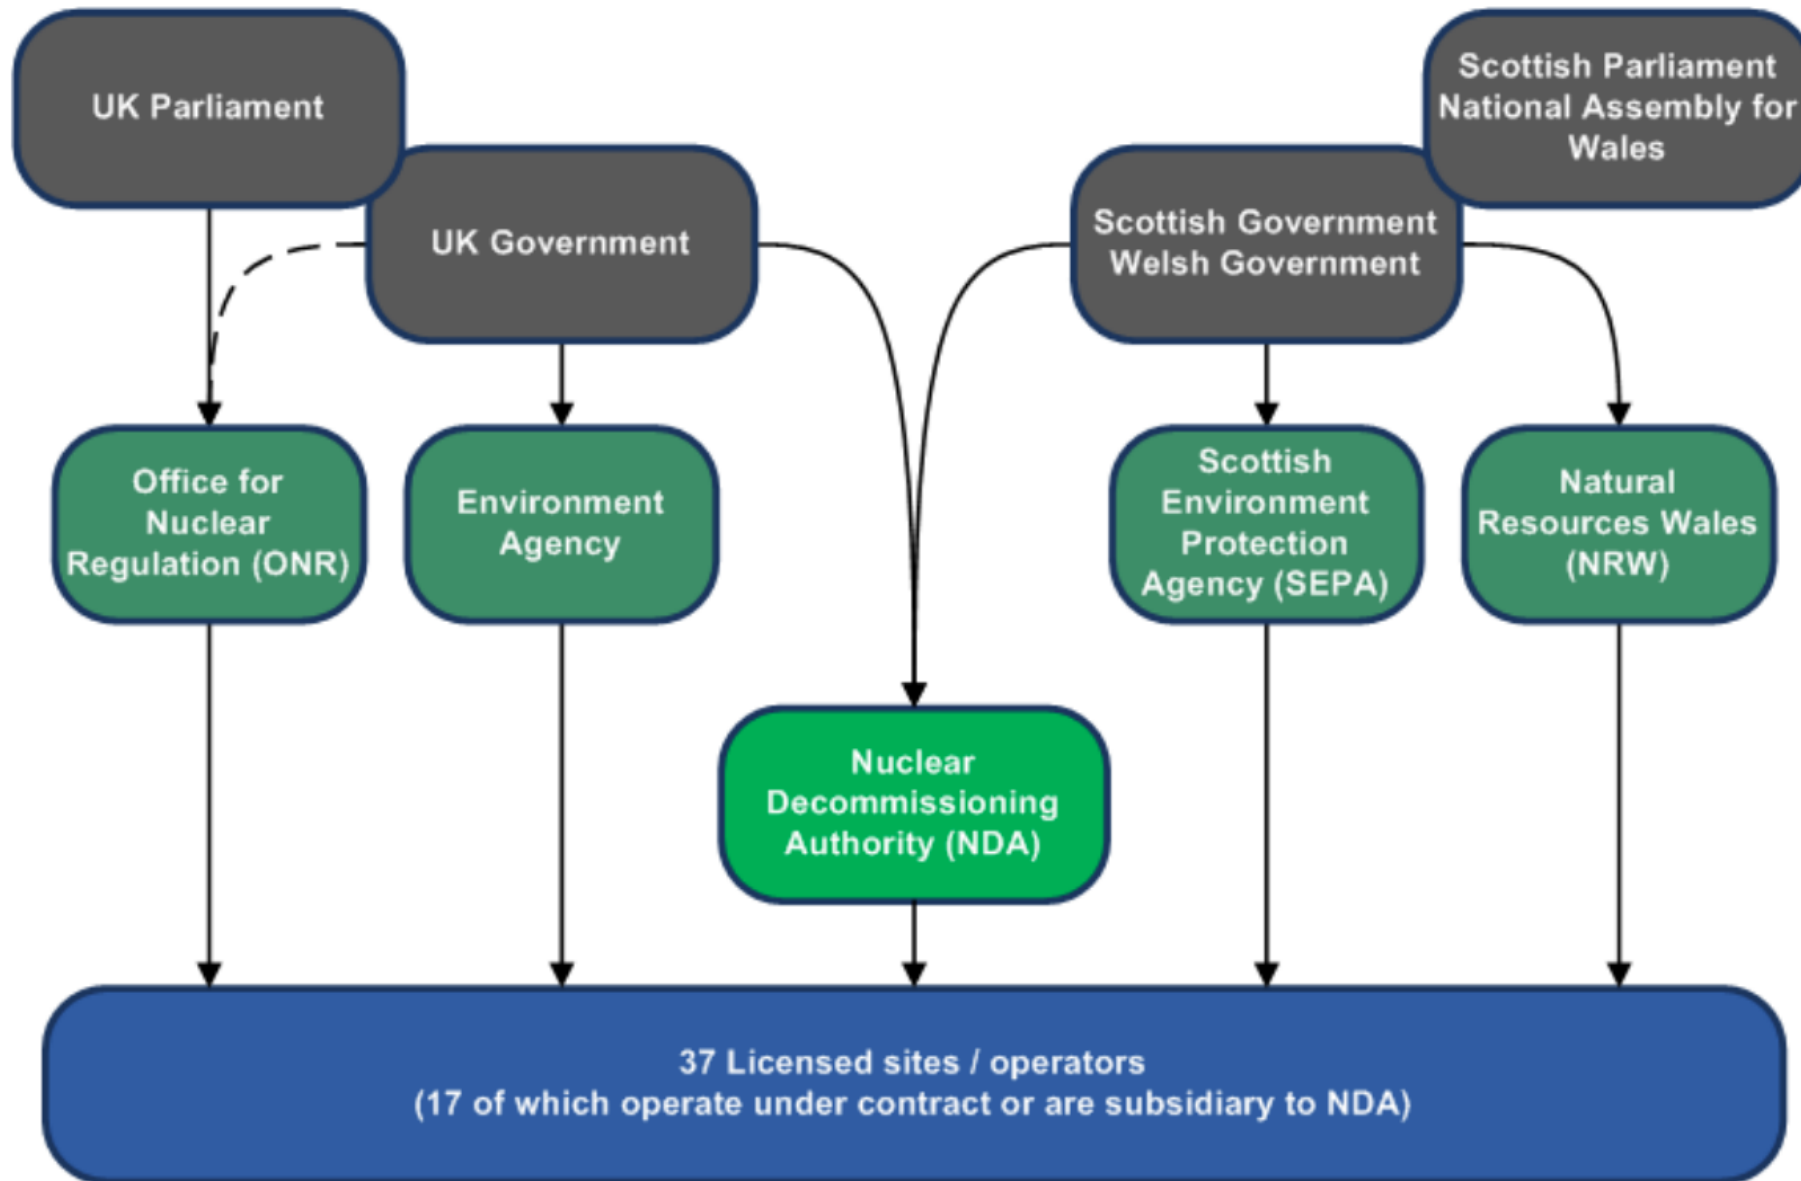 UK Parliament
UK Government
Scottish Government
Welsh Government
Scottish Parliament
National Assembly for
Wales
Office for
Nuclear
Regulation (ONR)
Environment
Agency
Scottish
Environment
Protection
Agency (SEPA)
Natural
Resources Wales
(NRW)
Nuclear
Decommissioning
Authority (NDA)
37 Licensed sites / operators
(17 of which operate under contract or are subsidiary to NDA)